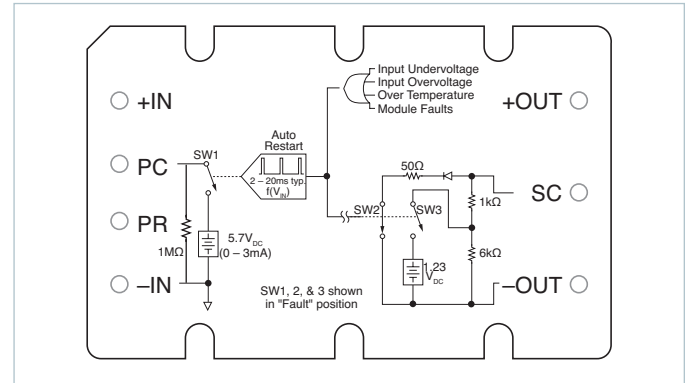 Input Undervoltage
Input Overvoltage
Over Temperature
Module Faults
+IN
+OUT
Auto
Restart
SW1
PC
2 – 20ms typ.
f(VIN)
50Ω
SC
SW2
SW3
1kΩ
PR
1MΩ
5.7VDC
(0 – 3mA)
6kΩ
1.23
VDC
–IN
SW1, 2, & 3 shown
in "Fault" position
–OUT